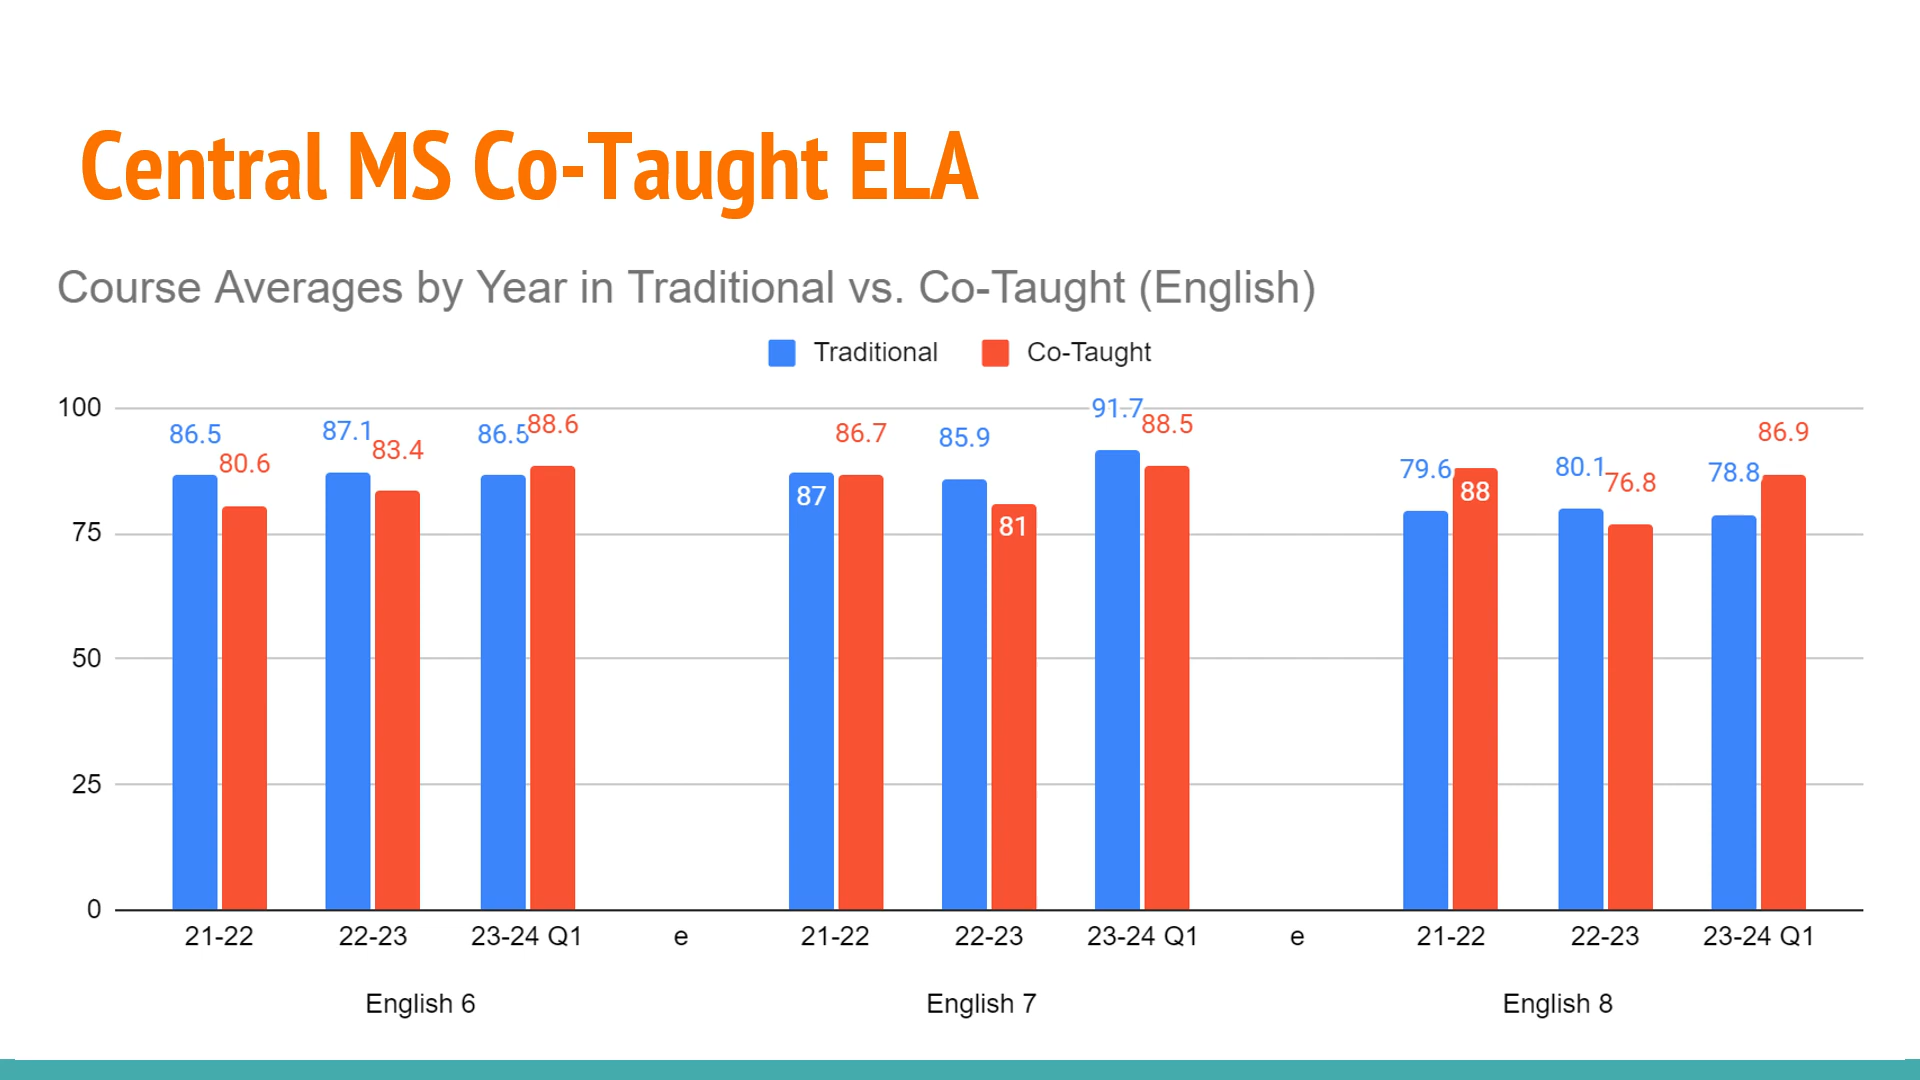 Central MS Co-Taught ELA
Course Averages by Year in Traditional vs. Co-Taught (English)
Traditional Co-Taught
100
75
50
25
0
86.5 80.6 87.1 83.4 86.5 88.6 87 86.7 85.9 81 91.7 88.5 79.6 88 80.1 76.8 78.8 86.9
21-22 22-23 23-24 Q1 e 21-22 22-23 23-24 Q1 e 21-22 22-23 23-24 Q1
English 6 English 7 English 8